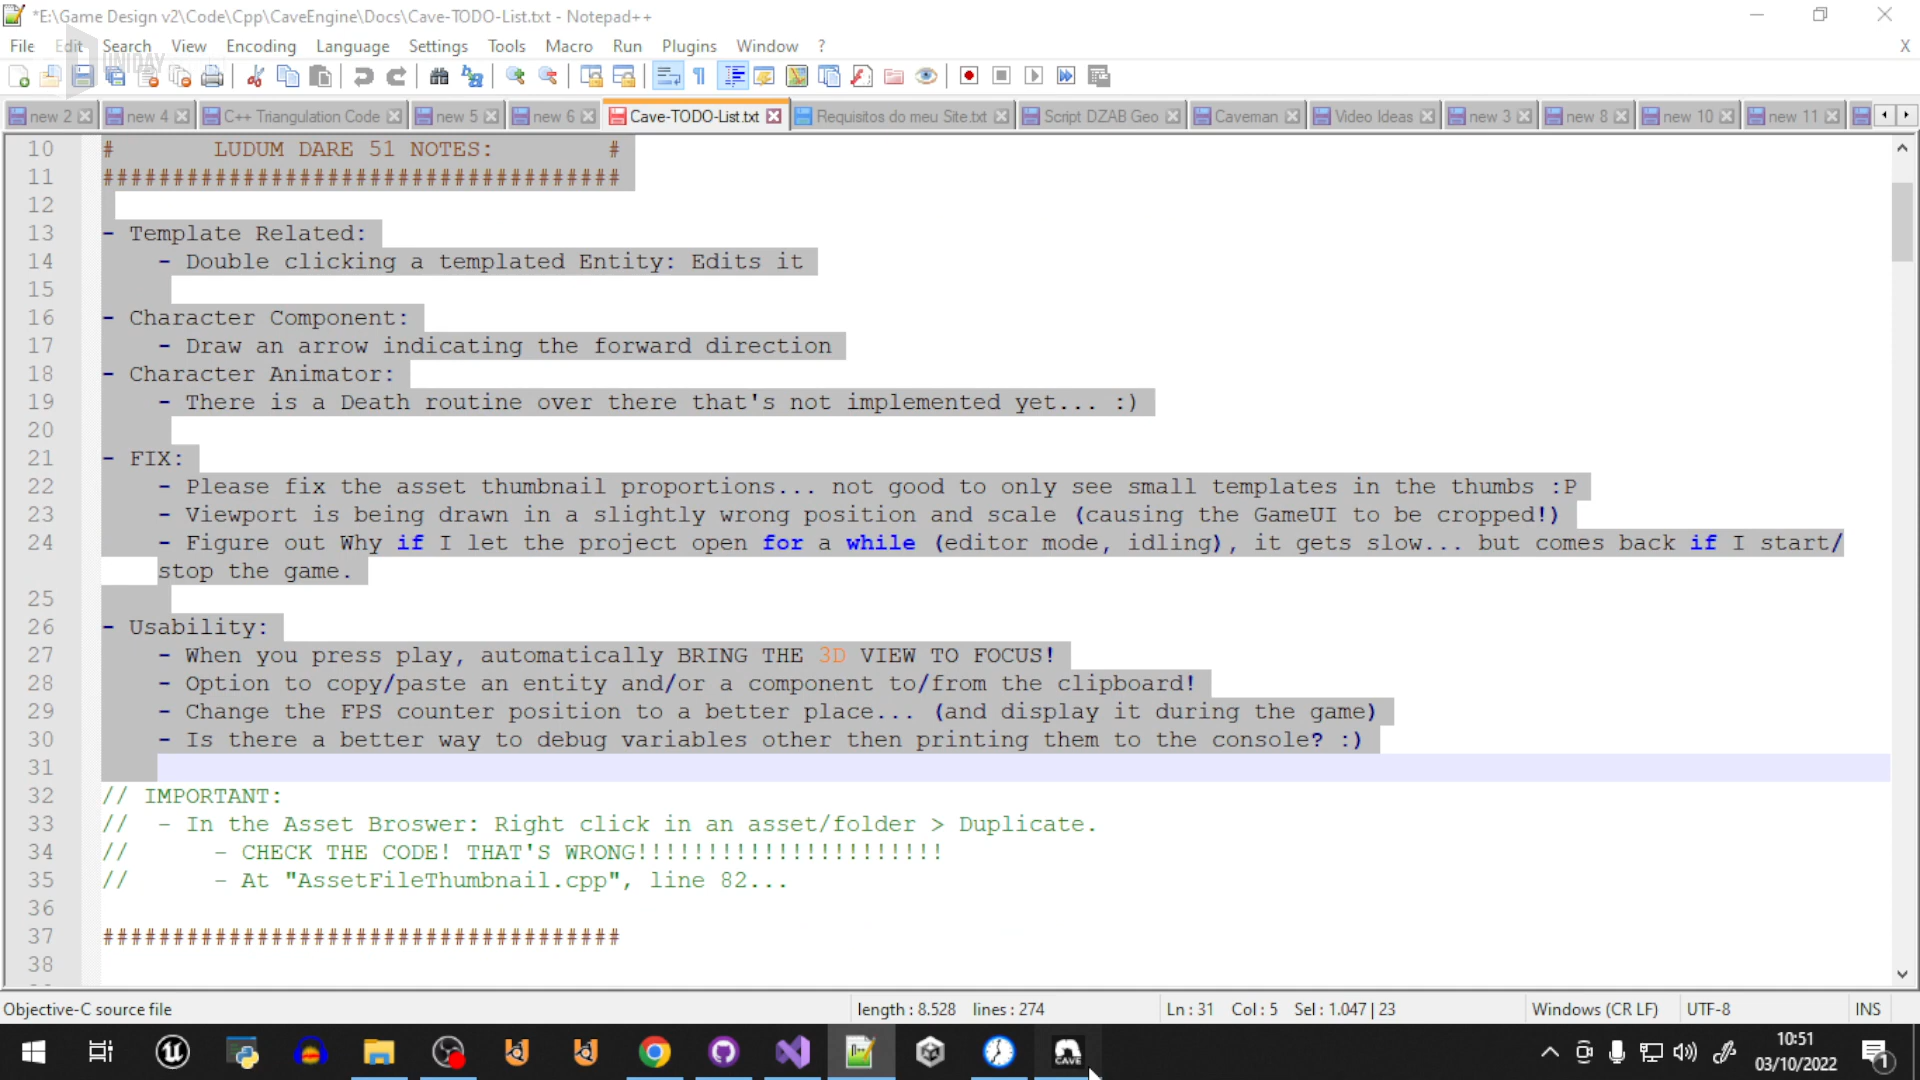 *E:\Game Design v2\Code\Cpp\CaveEngine\Docs\Cave-TODO-List.txt - Notepad++
File Edit Search View Encoding Language Settings Tools Macro Run Plugins Window ? X
UNIDAY
new 2 new 4 C++ Triangulation Code new 5 new 6 Cave-TODO-List.txt Requisitos do meu Site.txt Script DZAB Geo Caveman Video Ideas new 3 new 8 new 10 new 11
10 # LUDUM DARE 51 NOTES: #
11 #####################################
12
13 - Template Related:
14 - Double clicking a templated Entity: Edits it
15
16 - Character Component:
17 - Draw an arrow indicating the forward direction
18 - Character Animator:
19 - There is a Death routine over there that's not implemented yet... :)
20
21 - FIX:
22 - Please fix the asset thumbnail proportions... not good to only see small templates in the thumbs :P
23 - Viewport is being drawn in a slightly wrong position and scale (causing the GameUI to be cropped!)
24 - Figure out Why if I let the project open for a while (editor mode, idling), it gets slow... but comes back if I start/
stop the game.
25
26 - Usability:
27 - When you press play, automatically BRING THE 3D VIEW TO FOCUS!
28 - Option to copy/paste an entity and/or a component to/from the clipboard!
29 - Change the FPS counter position to a better place... (and display it during the game)
30 - Is there a better way to debug variables other then printing them to the console? :)
31
32 // IMPORTANT:
33 // - In the Asset Broswer: Right click in an asset/folder > Duplicate.
34 // - CHECK THE CODE! THAT'S WRONG!!!!!!!!!!!!!!!!!!!!!!
35 // - At "AssetFileThumbnail.cpp", line 82...
36
37 #####################################
38
Objective-C source file length : 8.528 lines : 274 Ln : 31 Col : 5 Sel : 1.047 | 23 Windows (CR LF) UTF-8 INS
CAVE
10:51
03/10/2022
1